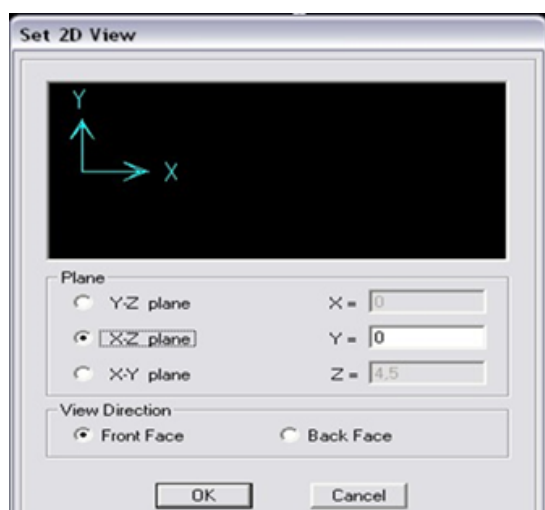 Set 2D View
Y
X
Plane
Y-Z plane X = 0
X-Z plane Y = 0
X-Y plane Z = 4.5
View Direction
Front Face Back Face
OK Cancel